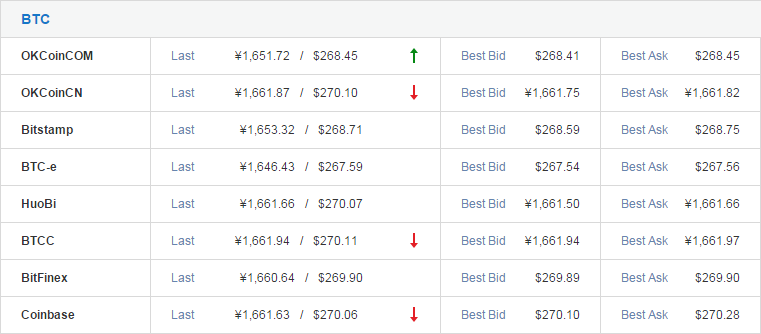 BTC
OKCoinCOM Last ¥1,651.72 / $268.45 Best Bid $268.41 Best Ask $268.45
OKCoinCN Last ¥1,661.87 / $270.10 Best Bid ¥1,661.75 Best Ask ¥1,661.82
Bitstamp Last ¥1,653.32 / $268.71 Best Bid $268.59 Best Ask $268.75
BTC-e Last ¥1,646.43 / $267.59 Best Bid $267.54 Best Ask $267.56
HuoBi Last ¥1,661.66 / $270.07 Best Bid ¥1,661.50 Best Ask ¥1,661.66
BTCC Last ¥1,661.94 / $270.11 Best Bid ¥1,661.94 Best Ask ¥1,661.97
BitFinex Last ¥1,660.64 / $269.90 Best Bid $269.89 Best Ask $269.90
Coinbase Last ¥1,661.63 / $270.06 Best Bid $270.10 Best Ask $270.28